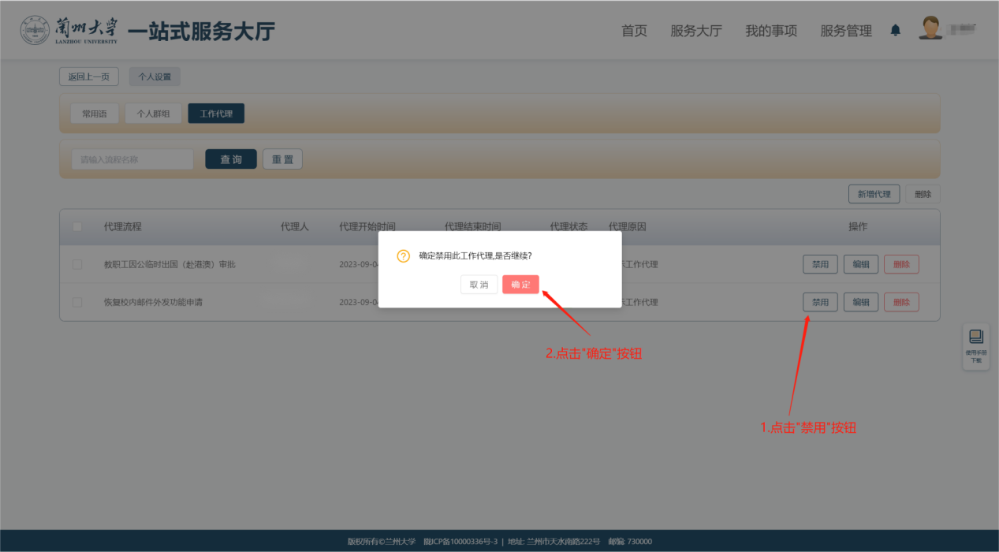 兰州大学 一站式服务大厅
LANZHOU UNIVERSITY
首页 服务大厅 我的事项 服务管理
返回上一页 个人设置
常用语 个人群组 工作代理
请输入流程名称 查询 重置
新增代理 删除
代理流程 代理人 代理开始时间 代理结束时间 代理状态 代理原因 操作
确定禁用此工作代理,是否继续?
教职工因公临时出国（赴港澳）审批 2023-09-0 工作代理 禁用 编辑 删除
取消 确定
恢复校内邮件外发功能申请 2023-09-0 工作代理 禁用 编辑 删除
使用手册
下载
2.点击"确定"按钮
1.点击"禁用"按钮
版权所有©兰州大学 陇ICP备10000336号-3 | 地址: 兰州市天水南路222号 邮编: 730000